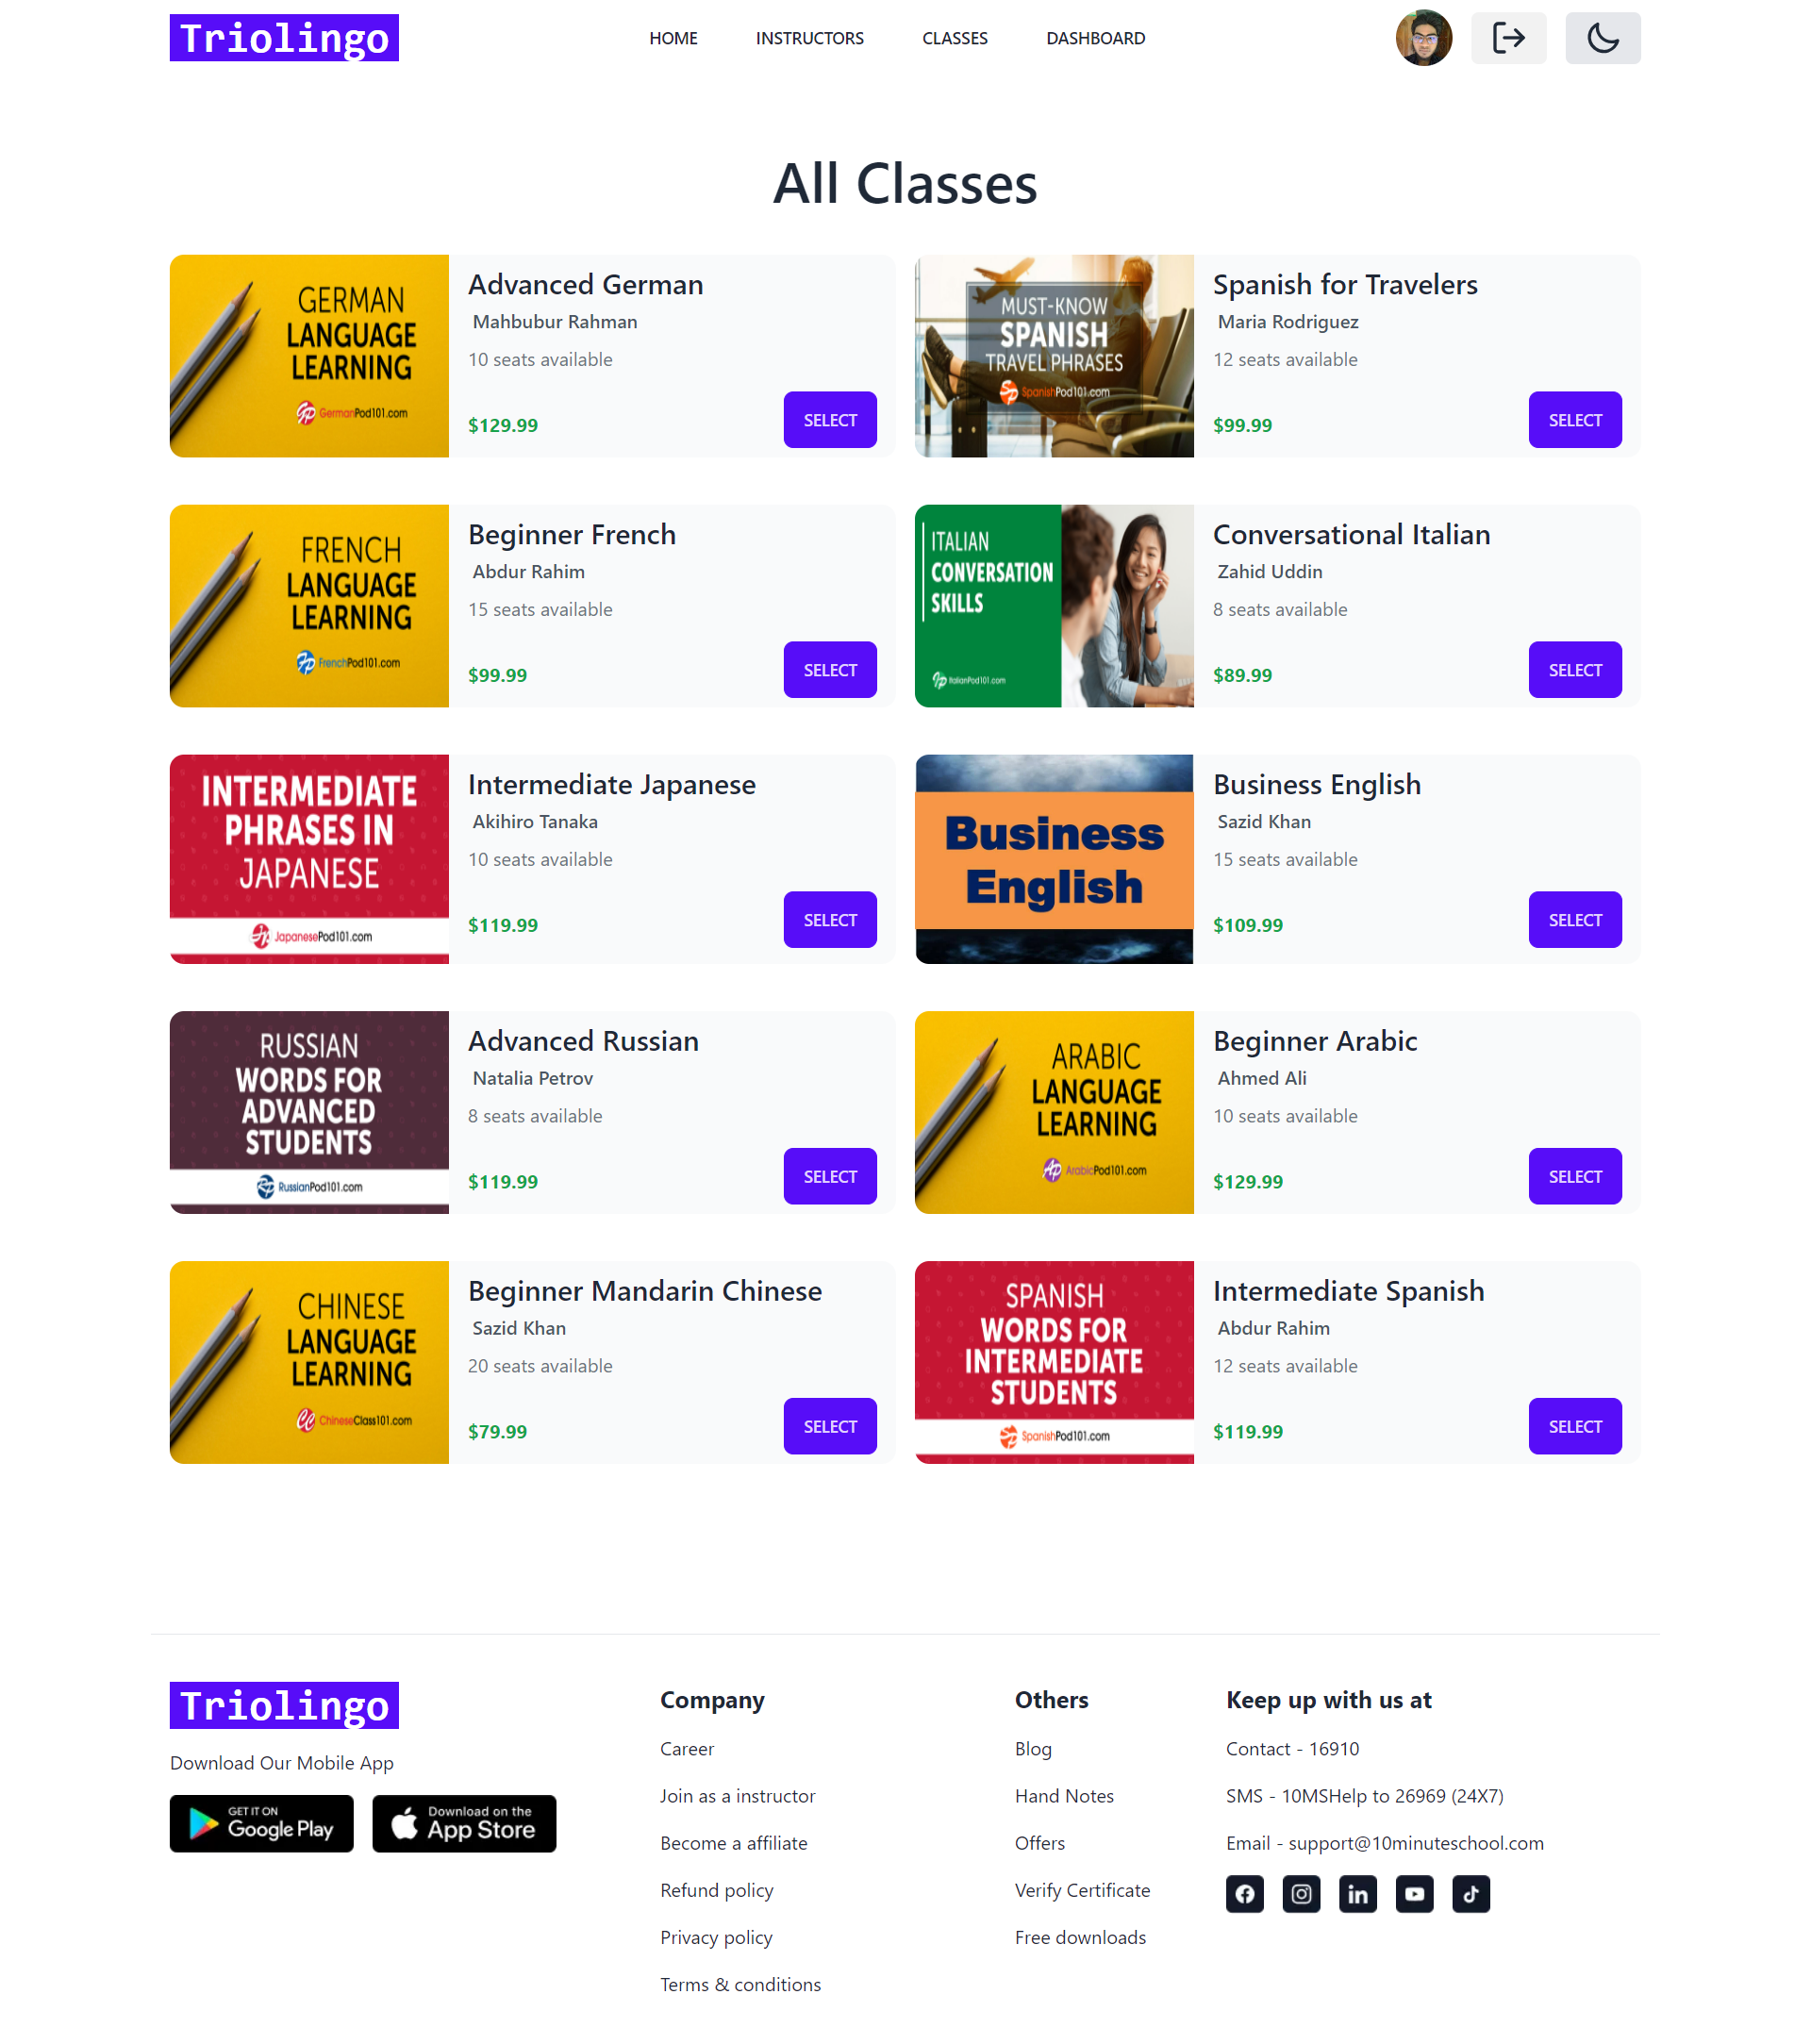 Triolingo
HOME
INSTRUCTORS
CLASSES
DASHBOARD
All Classes
GERMAN
LANGUAGE
LEARNING
GermanPod101.com
Advanced German
Mahbubur Rahman
10 seats available
$129.99
SELECT
MUST-KNOW
SPANISH
TRAVEL PHRASES
SpanishPod101.com
Spanish for Travelers
Maria Rodriguez
12 seats available
$99.99
SELECT
FRENCH
LANGUAGE
LEARNING
FrenchPod101.com
Beginner French
Abdur Rahim
15 seats available
$99.99
SELECT
ITALIAN
CONVERSATION
SKILLS
ItalianPod101.com
Conversational Italian
Zahid Uddin
8 seats available
$89.99
SELECT
INTERMEDIATE
PHRASES IN
JAPANESE
JapanesePod101.com
Intermediate Japanese
Akihiro Tanaka
10 seats available
$119.99
SELECT
Business
English
Business English
Sazid Khan
15 seats available
$109.99
SELECT
RUSSIAN
WORDS FOR
ADVANCED
STUDENTS
RussianPod101.com
Advanced Russian
Natalia Petrov
8 seats available
$119.99
SELECT
ARABIC
LANGUAGE
LEARNING
ArabicPod101.com
Beginner Arabic
Ahmed Ali
10 seats available
$129.99
SELECT
CHINESE
LANGUAGE
LEARNING
ChineseClass101.com
Beginner Mandarin Chinese
Sazid Khan
20 seats available
$79.99
SELECT
SPANISH
WORDS FOR
INTERMEDIATE
STUDENTS
SpanishPod101.com
Intermediate Spanish
Abdur Rahim
12 seats available
$119.99
SELECT
Triolingo
Download Our Mobile App
GET IT ON
Google Play
Download on the
App Store
Company
Career
Join as a instructor
Become a affiliate
Refund policy
Privacy policy
Terms & conditions
Others
Blog
Hand Notes
Offers
Verify Certificate
Free downloads
Keep up with us at
Contact - 16910
SMS - 10MSHelp to 26969 (24X7)
Email - support@10minuteschool.com